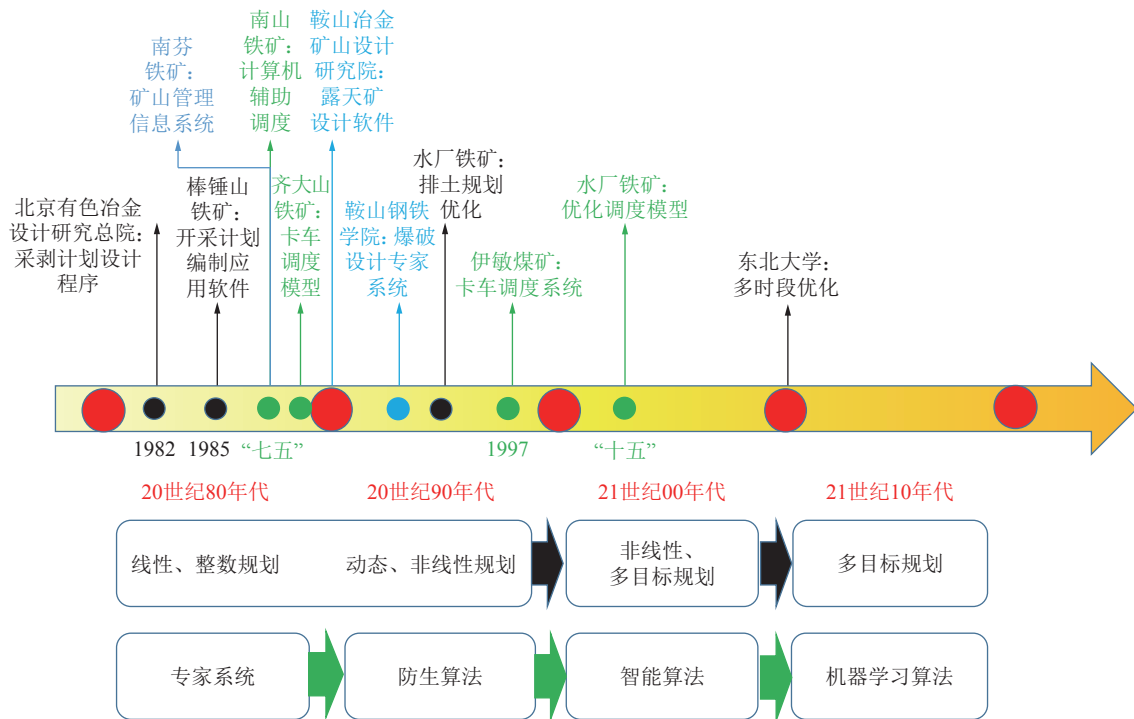 南芬
铁矿：
矿山管理
信息系统
南山
铁矿：
计算机
辅助
调度
鞍山冶金
矿山设计
研究院：
露天矿
设计软件
北京有色冶金
设计研究总院：
采剥计划设计
程序
棒锤山
铁矿：
开采计划
编制应
用软件
齐大山
铁矿：
卡车
调度
模型
鞍山钢铁
学院：爆破
设计专家
系统
水厂铁矿：
排土规划
优化
伊敏煤矿：
卡车调度系统
水厂铁矿：
优化调度模型
东北大学：
多时段优化
1982
1985
“七五”
1997
“十五”
20世纪80年代
20世纪90年代
21世纪00年代
21世纪10年代
线性、整数规划
动态、非线性规划
非线性、
多目标规划
多目标规划
专家系统
防生算法
智能算法
机器学习算法